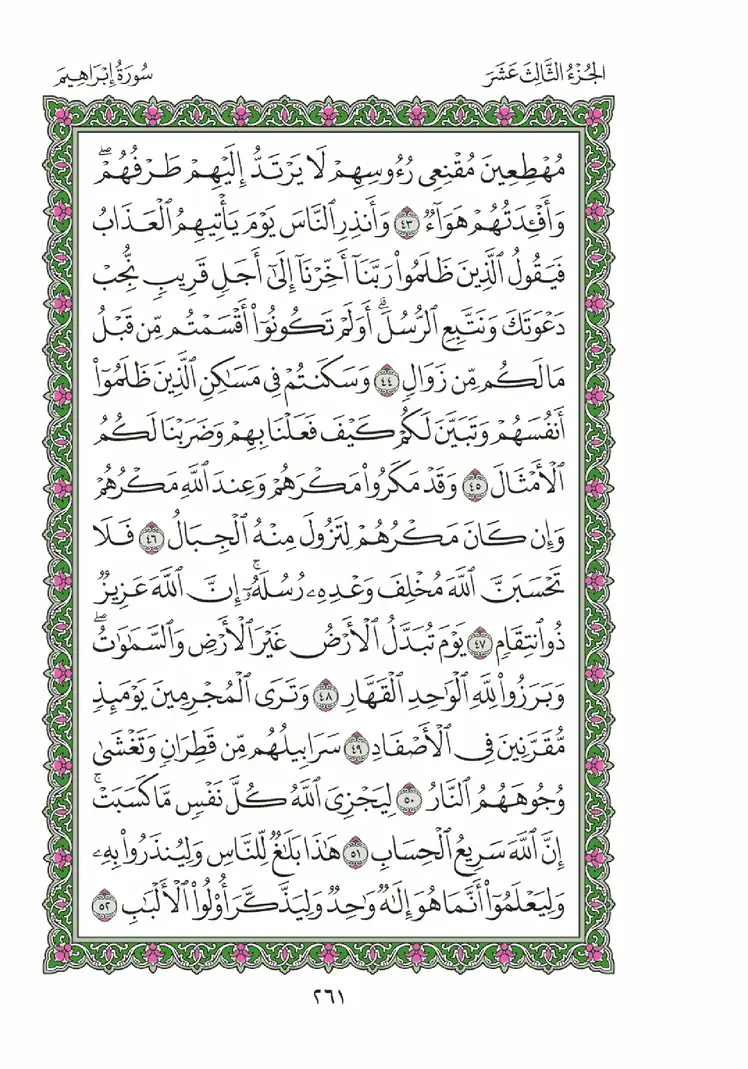 الجُزْءُ الثَّالِثَ عَشَرَ
سُورَةُ إِبْرَاهِيمَ
مُهْطِعِينَ مُقْنِعِي رُءُوسِهِمْ لَا يَرْتَدُّ إِلَيْهِمْ طَرْفُهُمْۖ
وَأَفْـِٔدَتُهُمْ هَوَآءٌ ٤٣ وَأَنذِرِ ٱلنَّاسَ يَوْمَ يَأْتِيهِمُ ٱلْعَذَابُ
فَيَقُولُ ٱلَّذِينَ ظَلَمُوا۟ رَبَّنَآ أَخِّرْنَآ إِلَىٰٓ أَجَلٍ قَرِيبٍ نُّجِبْ
دَعْوَتَكَ وَنَتَّبِعِ ٱلرُّسُلَۗ أَوَلَمْ تَكُونُوٓا۟ أَقْسَمْتُم مِّن قَبْلُ
مَا لَكُم مِّن زَوَالٍ ٤٤ وَسَكَنتُمْ فِي مَسَٰكِنِ ٱلَّذِينَ ظَلَمُوٓا۟
أَنفُسَهُمْ وَتَبَيَّنَ لَكُمْ كَيْفَ فَعَلْنَا بِهِمْ وَضَرَبْنَا لَكُمُ
ٱلْأَمْثَالَ ٤٥ وَقَدْ مَكَرُوا۟ مَكْرَهُمْ وَعِندَ ٱللَّهِ مَكْرُهُمْ
وَإِن كَانَ مَكْرُهُمْ لِتَزُولَ مِنْهُ ٱلْجِبَالُ ٤٦ فَلَا
تَحْسَبَنَّ ٱللَّهَ مُخْلِفَ وَعْدِهِۦ رُسُلَهُۥٓۚ إِنَّ ٱللَّهَ عَزِيزٌ
ذُو ٱنتِقَامٍ ٤٧ يَوْمَ تُبَدَّلُ ٱلْأَرْضُ غَيْرَ ٱلْأَرْضِ وَٱلسَّمَٰوَٰتُۖ
وَبَرَزُوا۟ لِلَّهِ ٱلْوَٰحِدِ ٱلْقَهَّارِ ٤٨ وَتَرَى ٱلْمُجْرِمِينَ يَوْمَئِذٍ
مُّقَرَّنِينَ فِي ٱلْأَصْفَادِ ٤٩ سَرَابِيلُهُم مِّن قَطِرَانٍ وَتَغْشَىٰ
وُجُوهَهُمُ ٱلنَّارُ ٥٠ لِيَجْزِيَ ٱللَّهُ كُلَّ نَفْسٍ مَّا كَسَبَتْۚ
إِنَّ ٱللَّهَ سَرِيعُ ٱلْحِسَابِ ٥١ هَٰذَا بَلَٰغٌ لِّلنَّاسِ وَلِيُنذَرُوا۟ بِهِۦ
وَلِيَعْلَمُوٓا۟ أَنَّمَا هُوَ إِلَٰهٌ وَٰحِدٌ وَلِيَذَّكَّرَ أُو۟لُوا۟ ٱلْأَلْبَٰبِ ٥٢
٢٦١